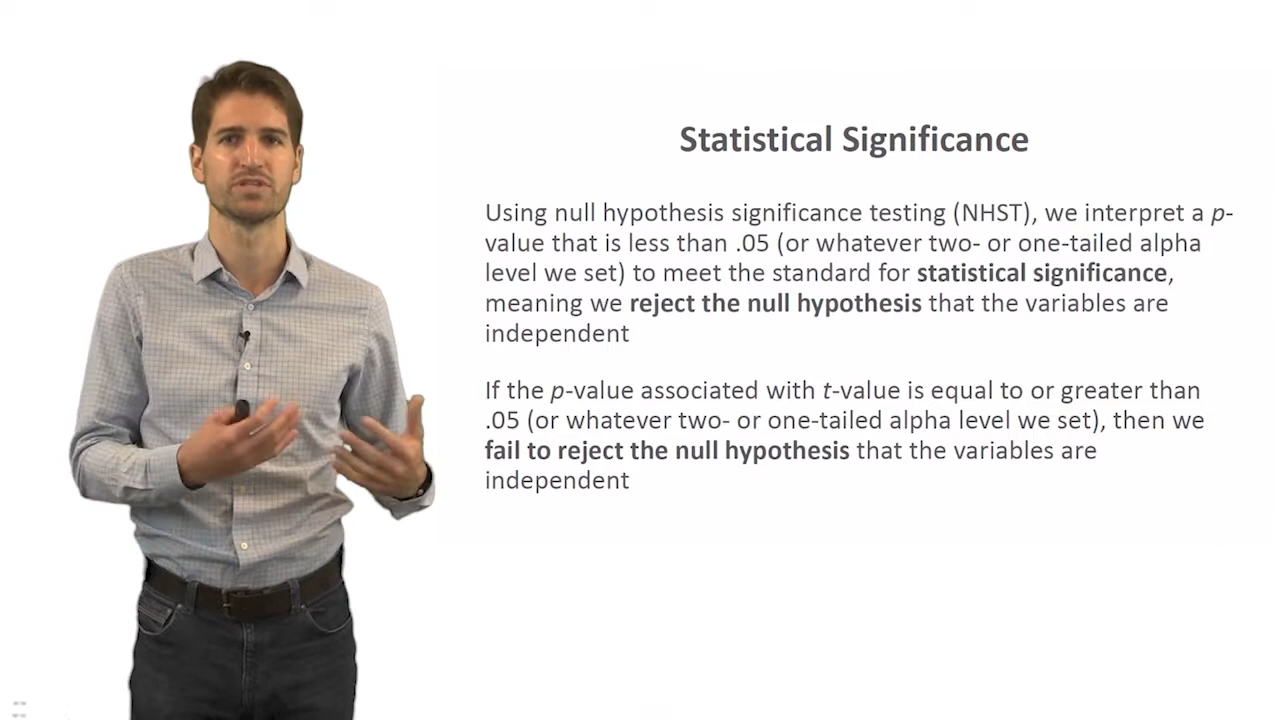 Statistical Significance
Using null hypothesis significance testing (NHST), we interpret a p-
value that is less than .05 (or whatever two- or one-tailed alpha
level we set) to meet the standard for statistical significance,
meaning we reject the null hypothesis that the variables are
independent
If the p-value associated with t-value is equal to or greater than
.05 (or whatever two- or one-tailed alpha level we set), then we
fail to reject the null hypothesis that the variables are
independent